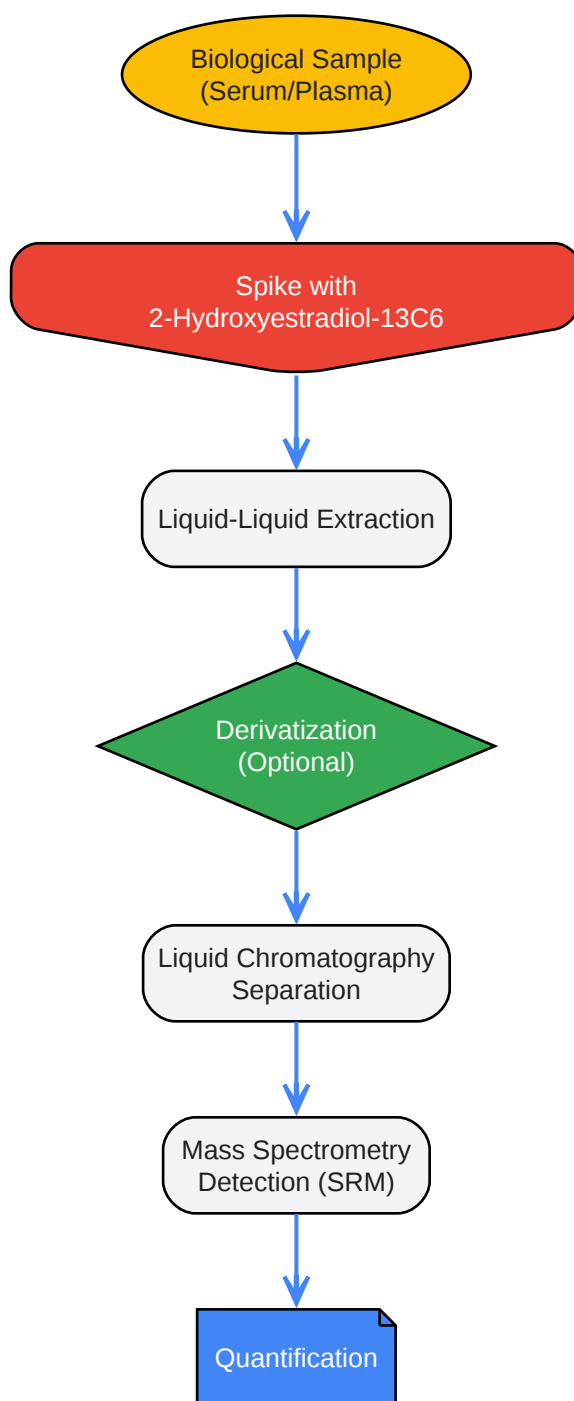 Biological Sample
(Serum/Plasma)
Spike with
2-Hydroxyestradiol-13C6
Liquid-Liquid Extraction
Derivatization
(Optional)
Liquid Chromatography
Separation
Mass Spectrometry
Detection (SRM)
Quantification